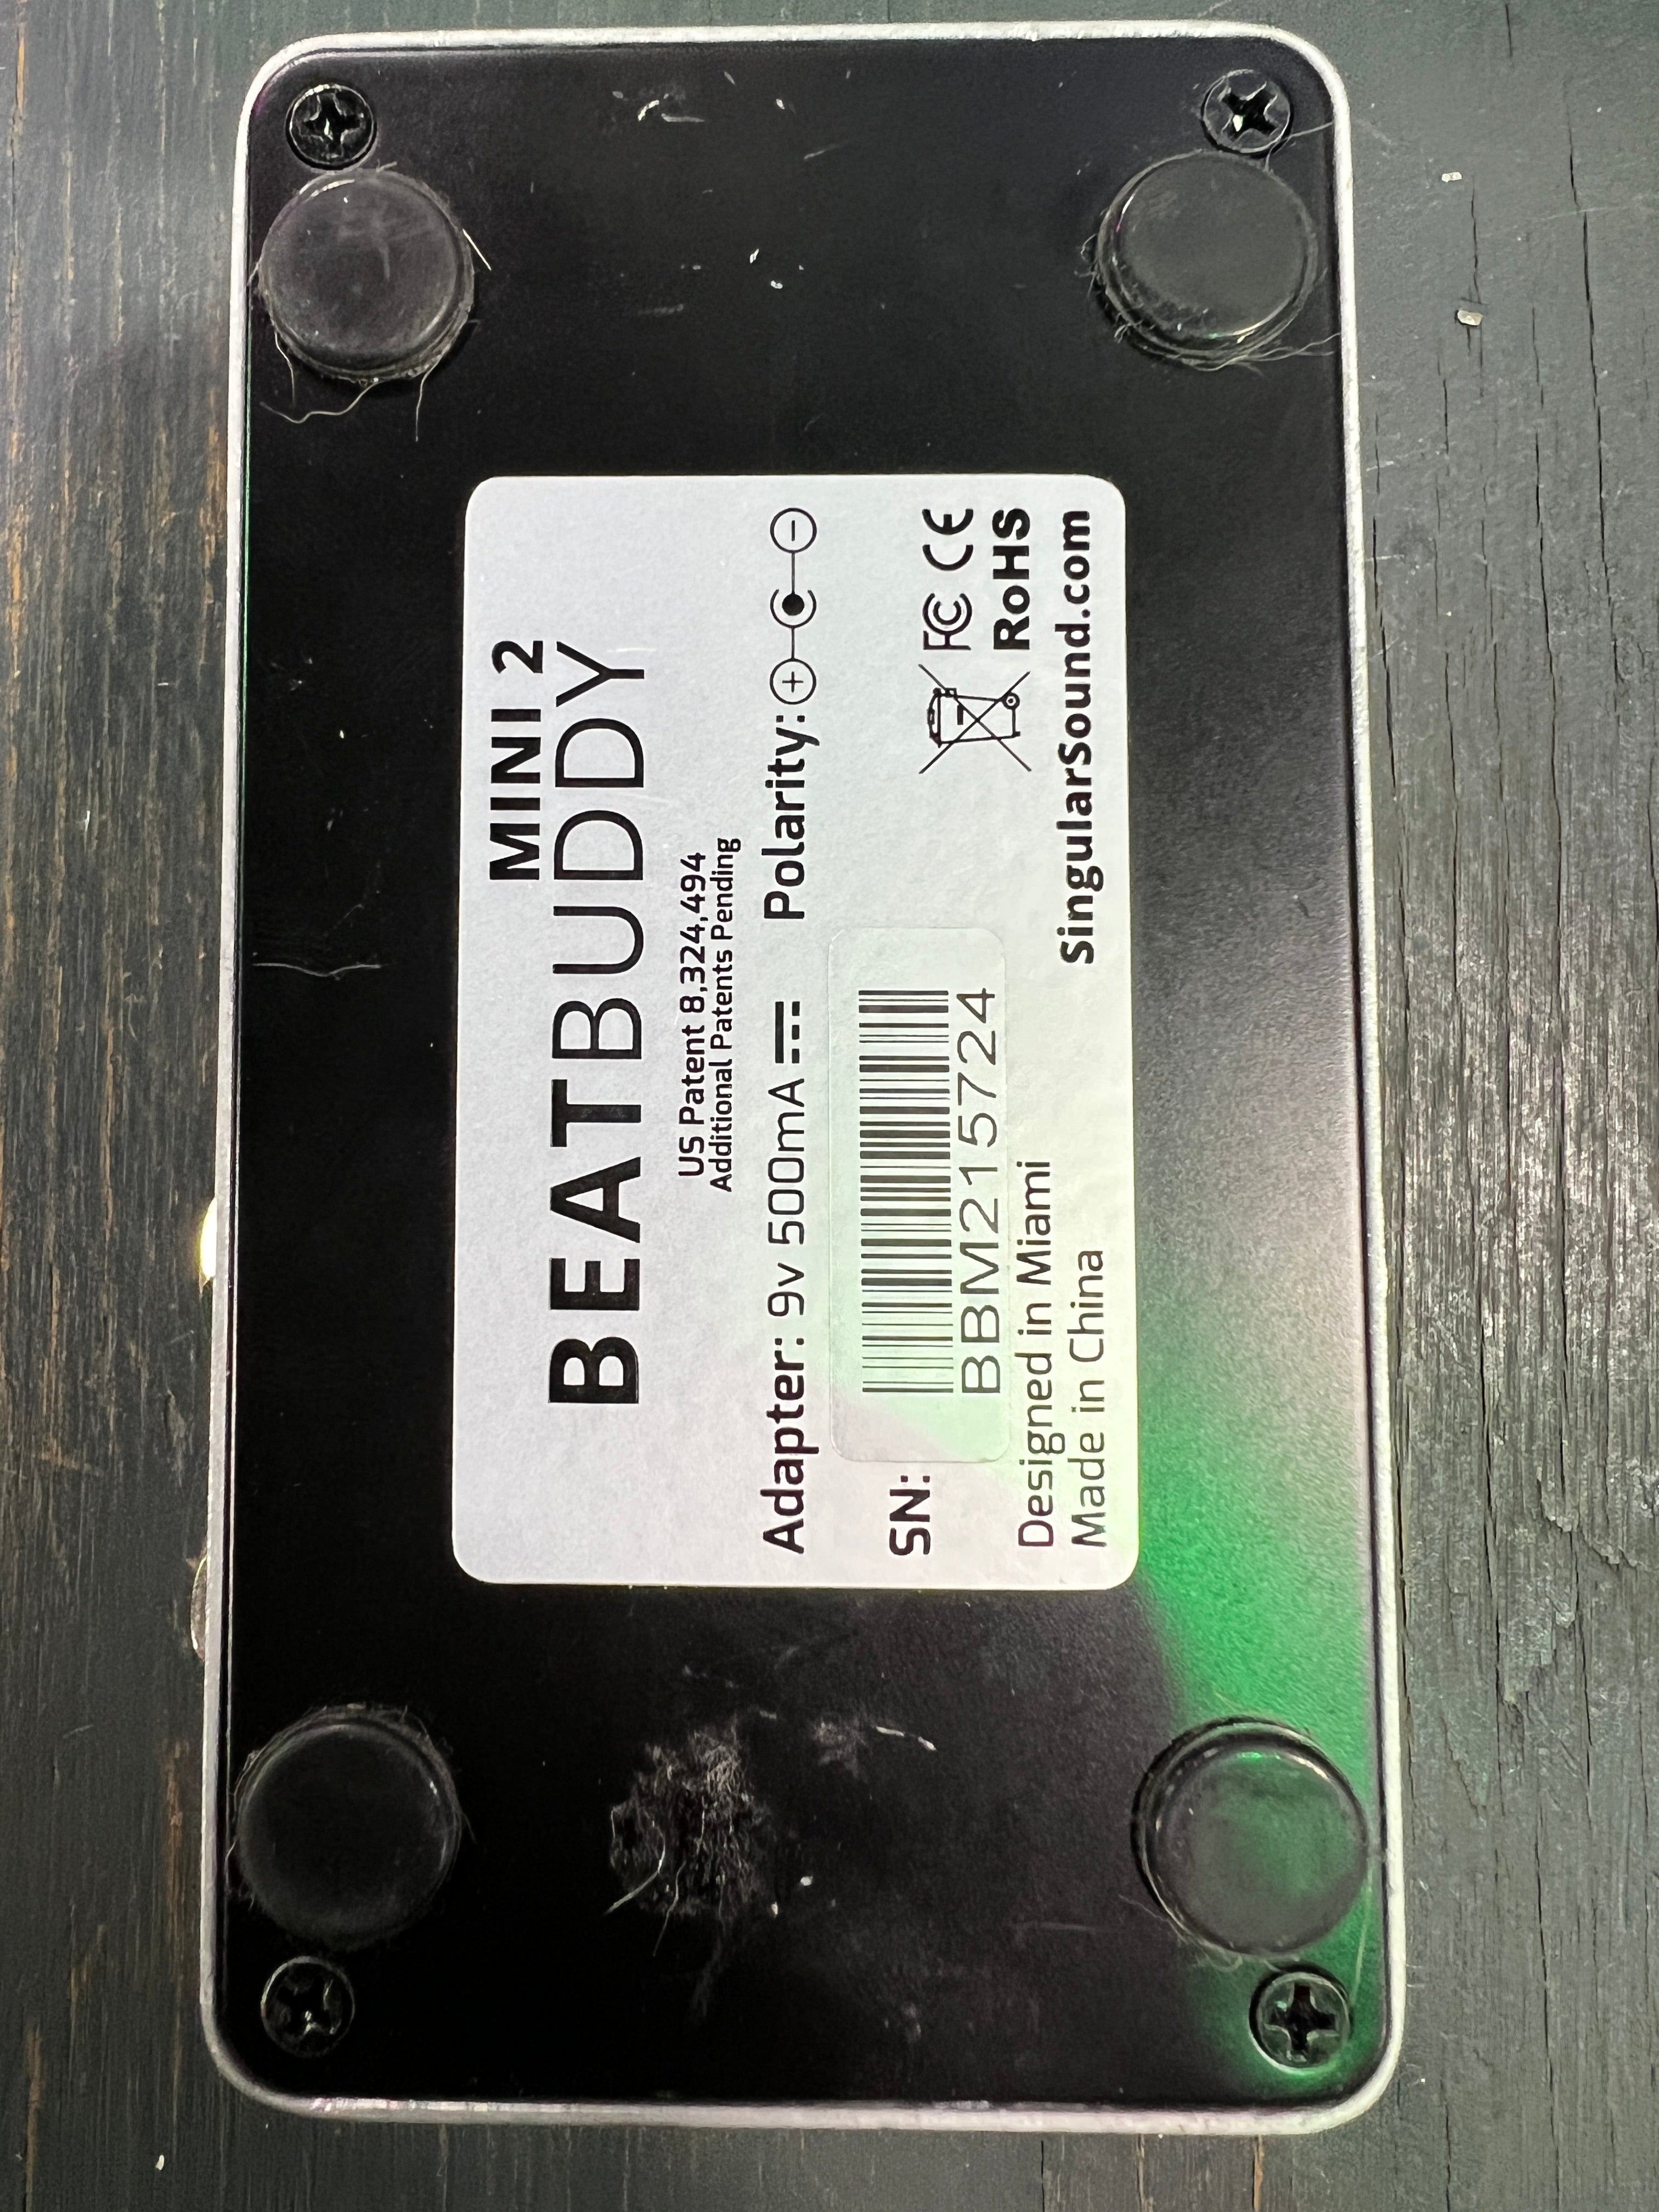 MINI 2
BEATBUDDY
US Patent 8,324,494
Additional Patents Pending
Adapter: 9v 500mA Polarity: + -
SN: BBM215724
FC CE
RoHS
Designed in Miami
Made in China
SingularSound.com